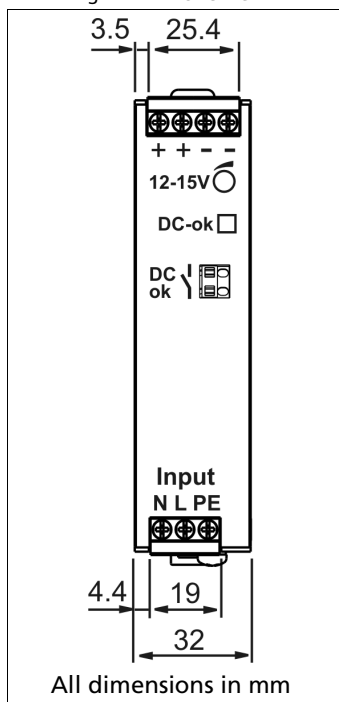 3.5 25.4
+ + - -
12-15V
DC-ok
DC
ok
Input
N L PE
4.4 19
32
All dimensions in mm